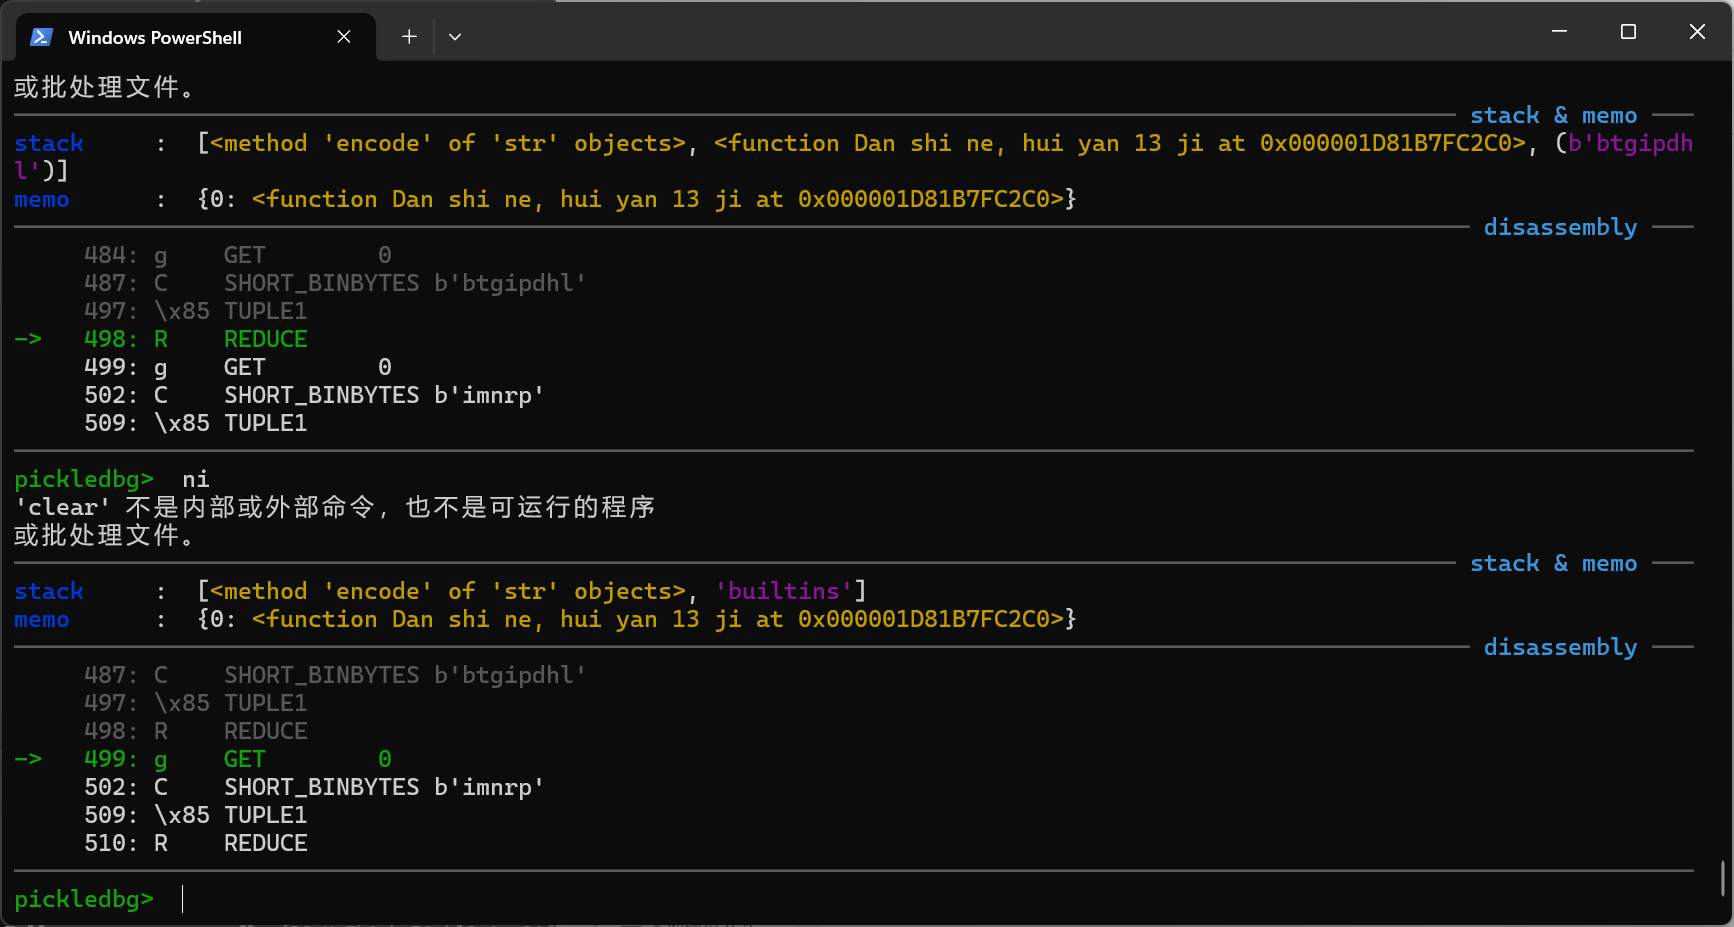 Windows PowerShell
或批处理文件。
stack & memo
stack : [<method 'encode' of 'str' objects>, <function Dan shi ne, hui yan 13 ji at 0x000001D81B7FC2C0>, (b'btgipdh
l')]
memo : {0: <function Dan shi ne, hui yan 13 ji at 0x000001D81B7FC2C0>}
disassembly
484: g GET 0
487: C SHORT_BINBYTES b'btgipdhl'
497: \x85 TUPLE1
-> 498: R REDUCE
499: g GET 0
502: C SHORT_BINBYTES b'imnrp'
509: \x85 TUPLE1
pickledbg> ni
'clear' 不是内部或外部命令，也不是可运行的程序
或批处理文件。
stack & memo
stack : [<method 'encode' of 'str' objects>, 'builtins']
memo : {0: <function Dan shi ne, hui yan 13 ji at 0x000001D81B7FC2C0>}
disassembly
487: C SHORT_BINBYTES b'btgipdhl'
497: \x85 TUPLE1
498: R REDUCE
-> 499: g GET 0
502: C SHORT_BINBYTES b'imnrp'
509: \x85 TUPLE1
510: R REDUCE
pickledbg>